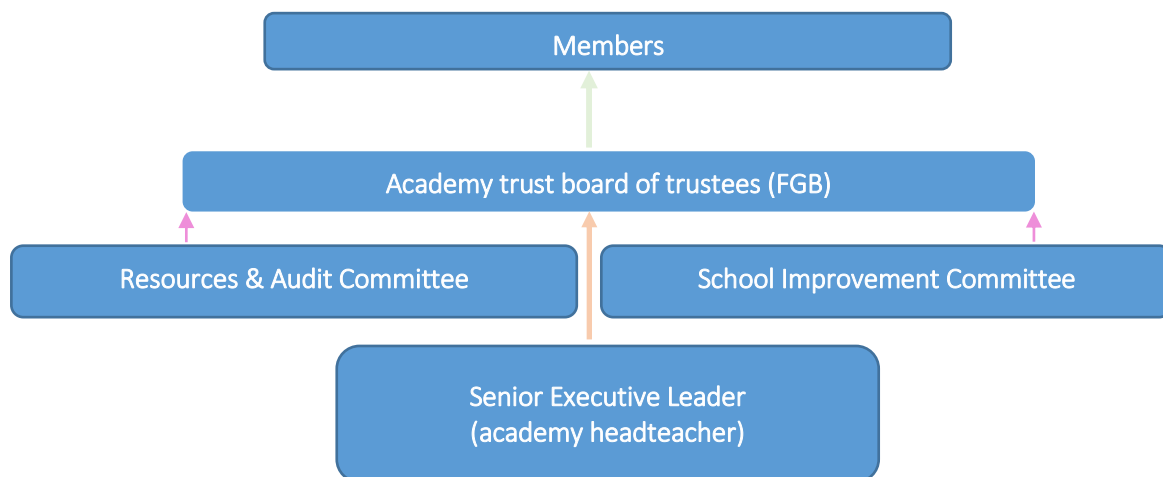 Members
Academy trust board of trustees (FGB)
Resources & Audit Committee
School Improvement Committee
Senior Executive Leader
(academy headteacher)